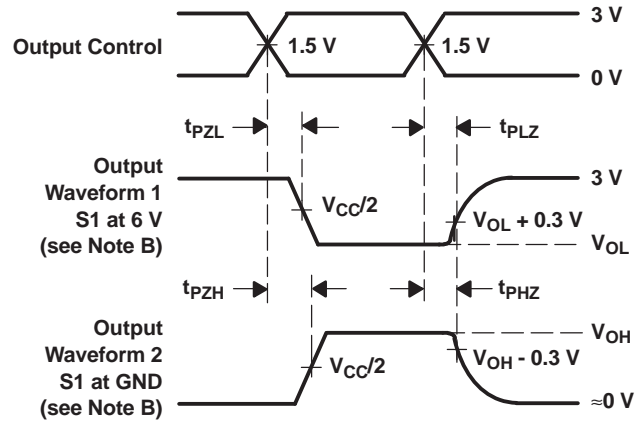 3 V
Output Control
1.5 V
1.5 V
0 V
tPZL
tPLZ
Output
Waveform 1
S1 at 6 V
(see Note B)
3 V
VCC/2
VOL + 0.3 V
VOL
tPZH
tPHZ
Output
Waveform 2
S1 at GND
(see Note B)
VOH
VCC/2
VOH - 0.3 V
≈0 V